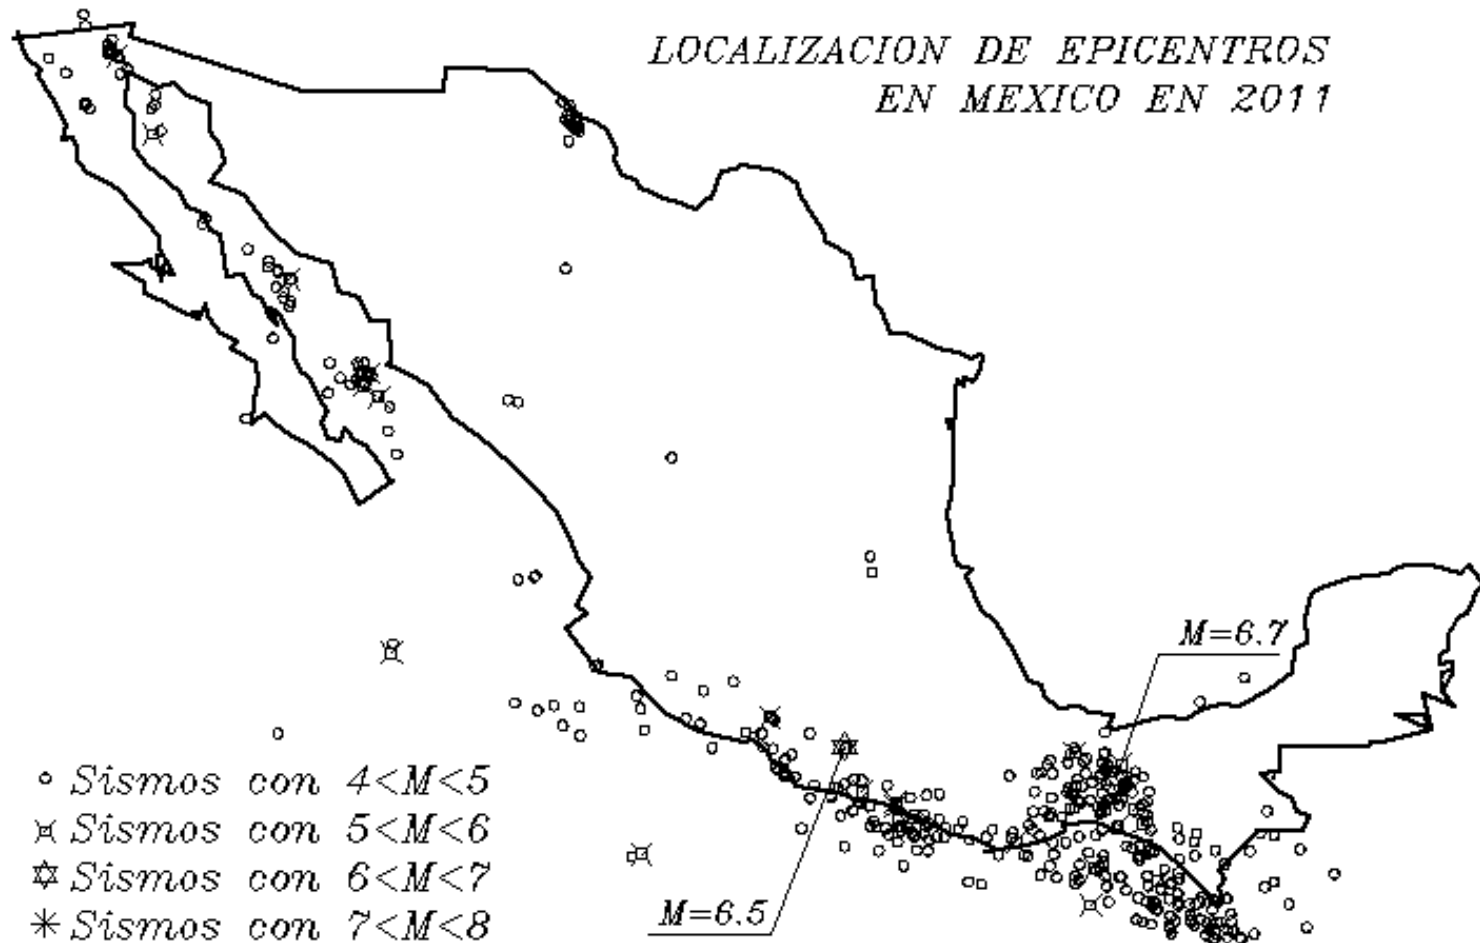 LOCALIZACION DE EPICENTROS
EN MEXICO EN 2011
M=6.7
Sismos con 4<M<5
Sismos con 5<M<6
Sismos con 6<M<7
Sismos con 7<M<8
M=6.5